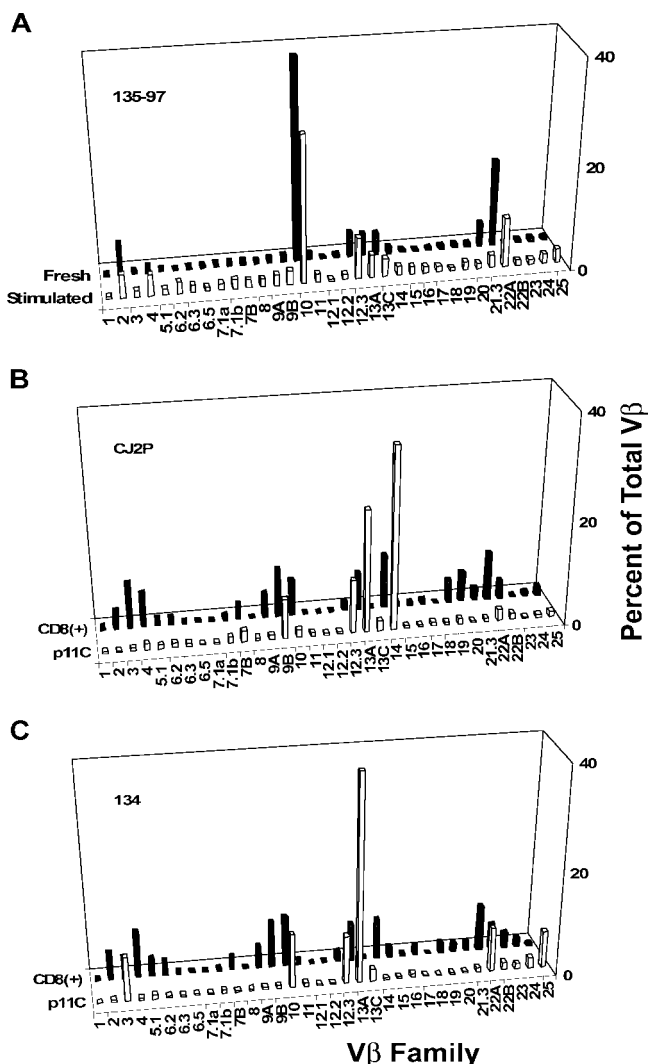 A
135-97
40
20
0
Fresh
Stimulated
1 2 3 4 5.1 6.2 6.3 6.5 7.1a 7.1b 7B 8 9A 9B 10 11 12.1 12.2 12.3 13A 13C 14 15 16 17 18 19 20 21.3 22A 22B 23 24 25
B
CJ2P
40
20
0
CD8(+)
p11C
1 2 3 4 5.1 6.2 6.3 6.5 7.1a 7.1b 7B 8 9A 9B 10 11 12.1 12.2 12.3 13A 13C 14 15 16 17 18 19 20 21.3 22A 22B 23 24 25
Percent of Total Vβ
C
134
40
20
0
CD8(+)
p11C
1 2 3 4 5.1 6.2 6.3 6.5 7.1a 7.1b 7B 8 9A 9B 10 11 12.1 12.2 12.3 13A 13C 14 15 16 17 18 19 20 21.3 22A 22B 23 24 25
Vβ Family